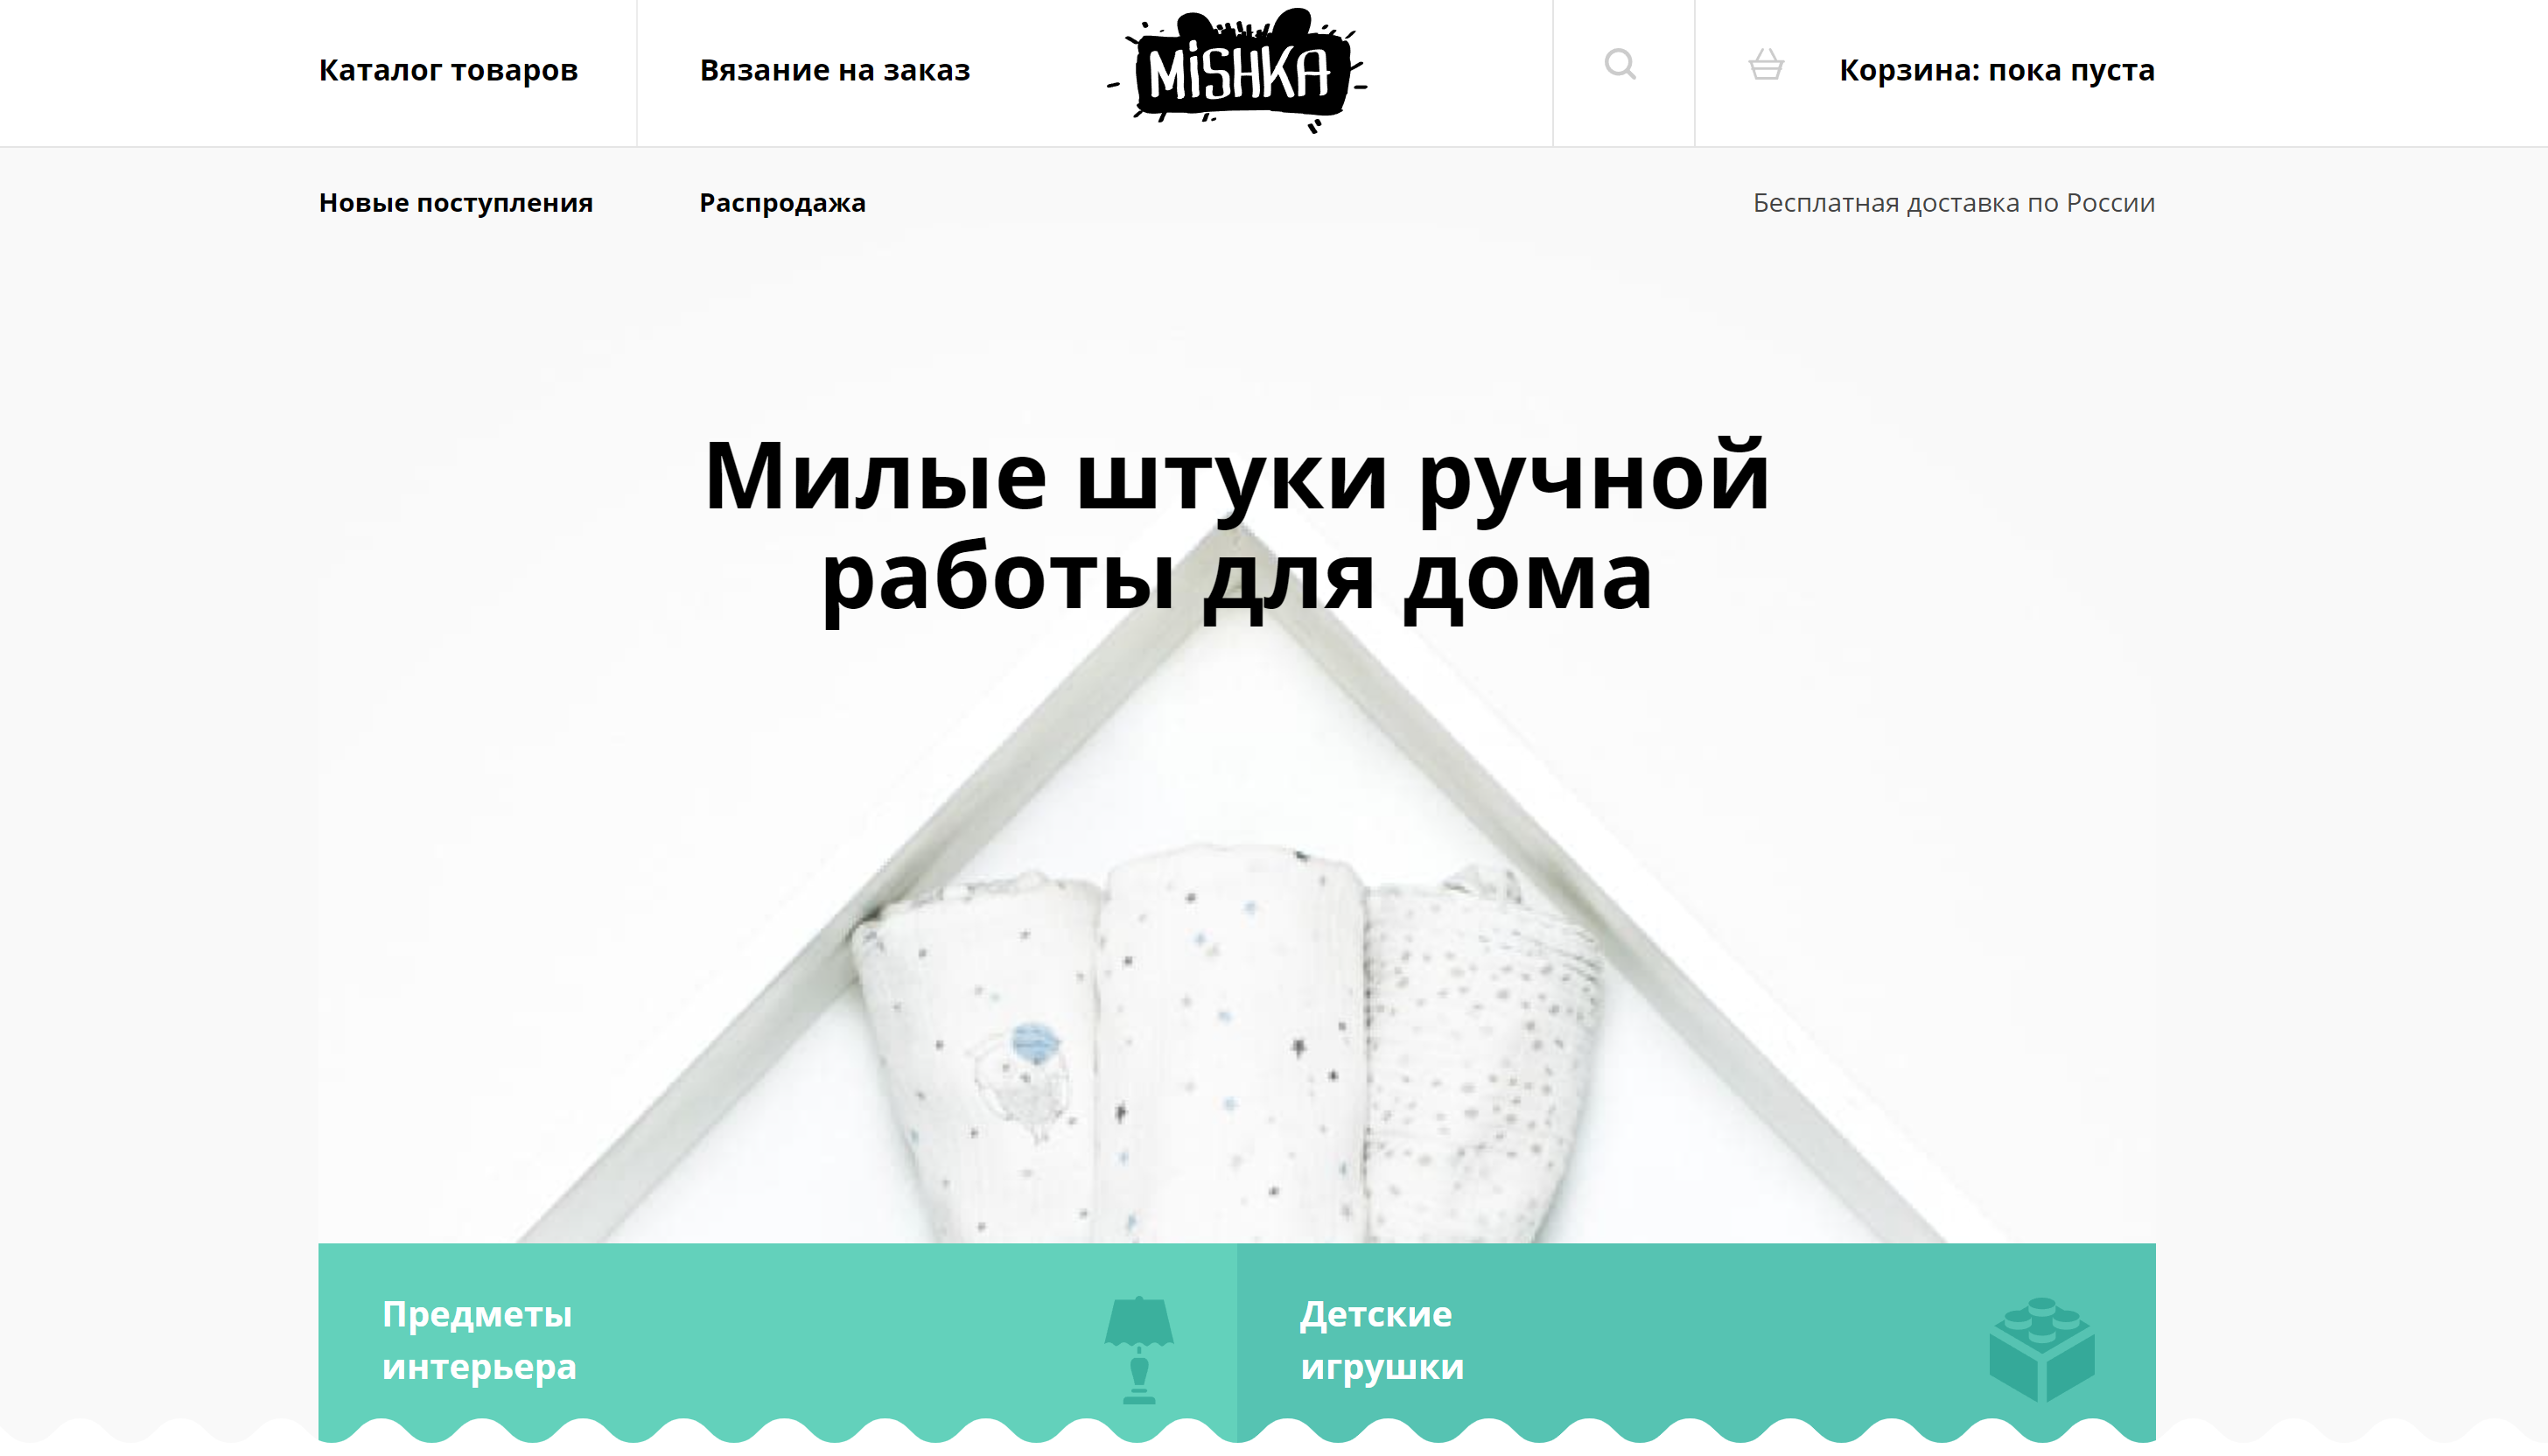 Каталог товаров
Вязание на заказ
MiSHKA
Корзина: пока пуста
Новые поступления
Распродажа
Бесплатная доставка по России
Милые штуки ручной
работы для дома
Предметы
интерьера
Детские
игрушки